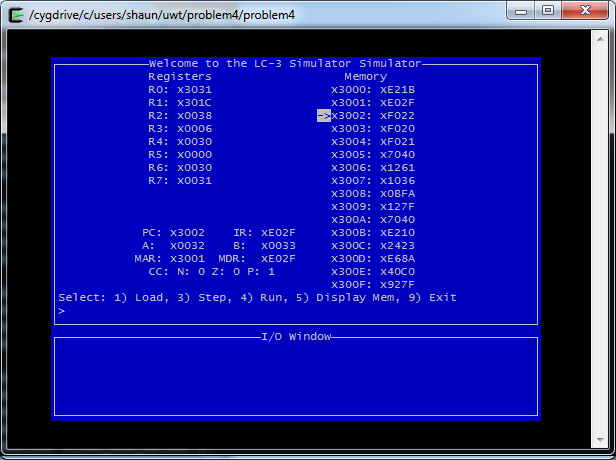 /cygdrive/c/users/shaun/uwt/problem4/problem4
Welcome to the LC-3 Simulator Simulator
Registers Memory
R0: x3031 x3000: xE21B
R1: x301C x3001: xE02F
R2: x0038 ->x3002: xF022
R3: x0006 x3003: xF020
R4: x0030 x3004: xF021
R5: x0000 x3005: x7040
R6: x0030 x3006: x1261
R7: x0031 x3007: x1036
x3008: x0BFA
x3009: x127F
x300A: x7040
PC: x3002 IR: xE02F x300B: xE210
A: x0032 B: x0033 x300C: x2423
MAR: x3001 MDR: xE02F x300D: xE68A
CC: N: 0 Z: 0 P: 1 x300E: x40C0
x300F: x927F
Select: 1) Load, 3) Step, 4) Run, 5) Display Mem, 9) Exit
>
I/O Window